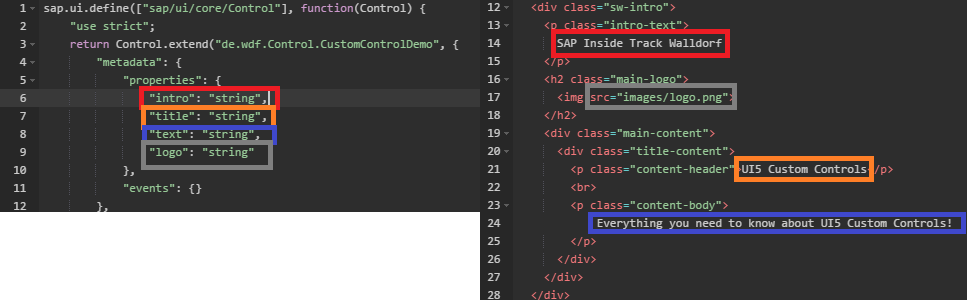 1 sap.ui.define(["sap/ui/core/Control"], function(Control) {
2 "use strict";
3 return Control.extend("de.wdf.Control.CustomControlDemo", {
4 "metadata": {
5 "properties": {
6 "intro": "string",
7 "title": "string",
8 "text": "string",
9 "logo": "string"
10 },
11 "events": {}
12 },
12 <div class="sw-intro">
13 <p class="intro-text">
14 SAP Inside Track Walldorf
15 </p>
16 <h2 class="main-logo">
17 <img src="images/logo.png">
18 </h2>
19 <div class="main-content">
20 <div class="title-content">
21 <p class="content-header">UI5 Custom Controls</p>
22 <br>
23 <p class="content-body">
24 Everything you need to know about UI5 Custom Controls!
25 </p>
26 </div>
27 </div>
28 </div>